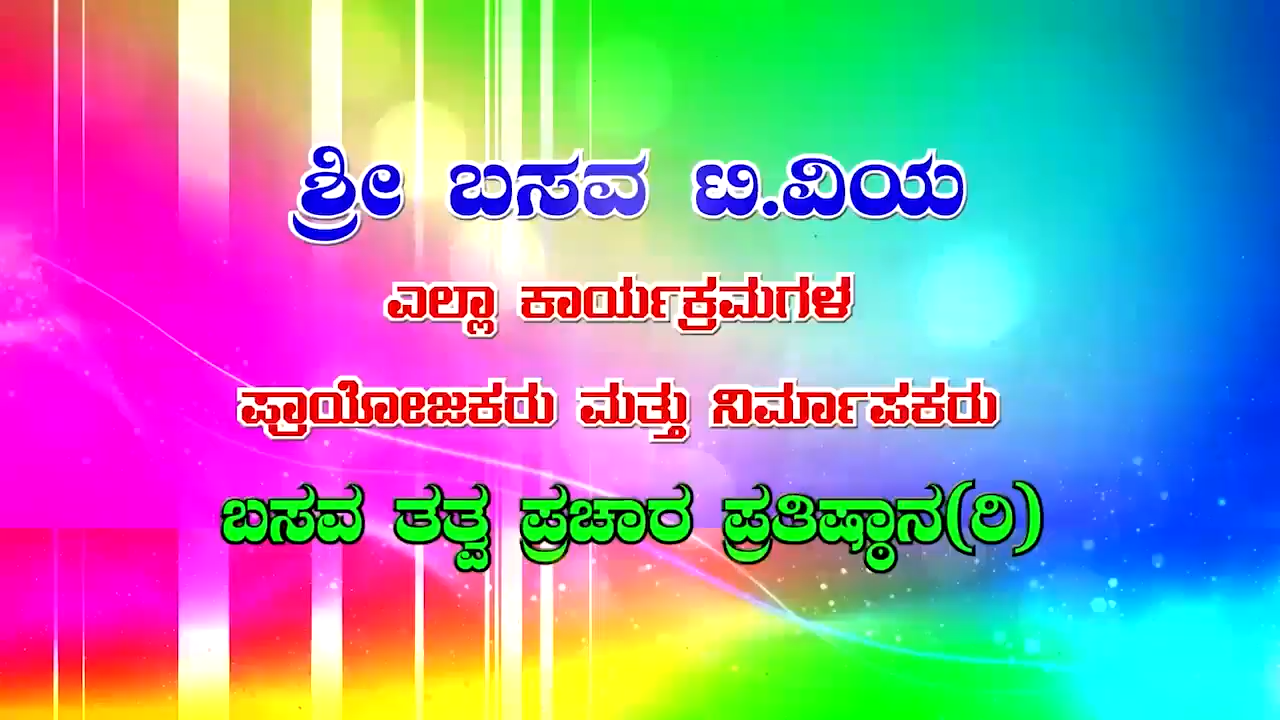 ಶ್ರೀ ಬಸವ ಟಿ.ವಿಯ
ಎಲ್ಲಾ ಕಾರ್ಯಕ್ರಮಗಳ
ಪ್ರಾಯೋಜಕರು ಮತ್ತು ನಿರ್ಮಾಪಕರು
ಬಸವ ತತ್ವ ಪ್ರಚಾರ ಪ್ರತಿಷ್ಠಾನ(ರಿ)